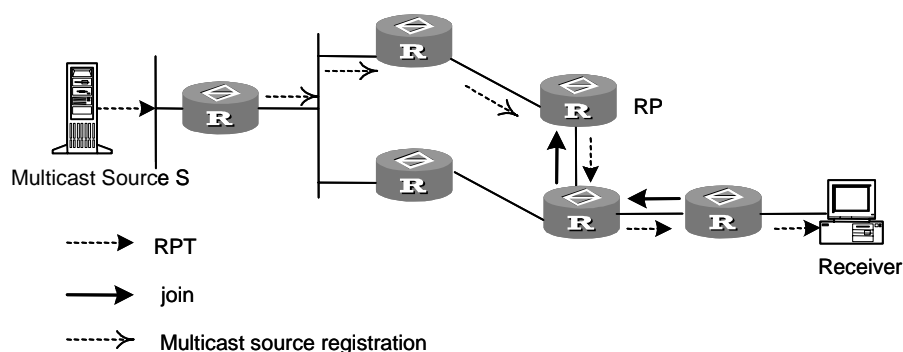 R
R
R
RP
Multicast Source S
R
R
R
Receiver
RPT
join
Multicast source registration